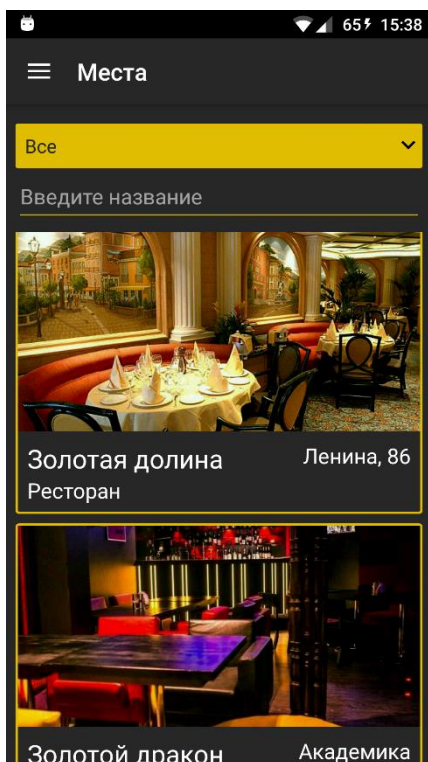 65 15:38
Места
Все
Введите название
Золотая долина
Ленина, 86
Ресторан
Золотой дракон
Академика